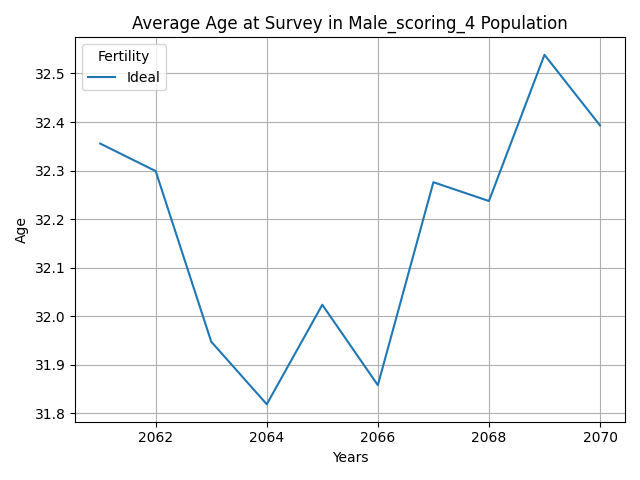 Average Age at Survey in Male_scoring_4 Population
Fertility
Ideal
32.5
32.4
32.3
32.2
32.1
32.0
31.9
31.8
Age
2062 2064 2066 2068 2070
Years